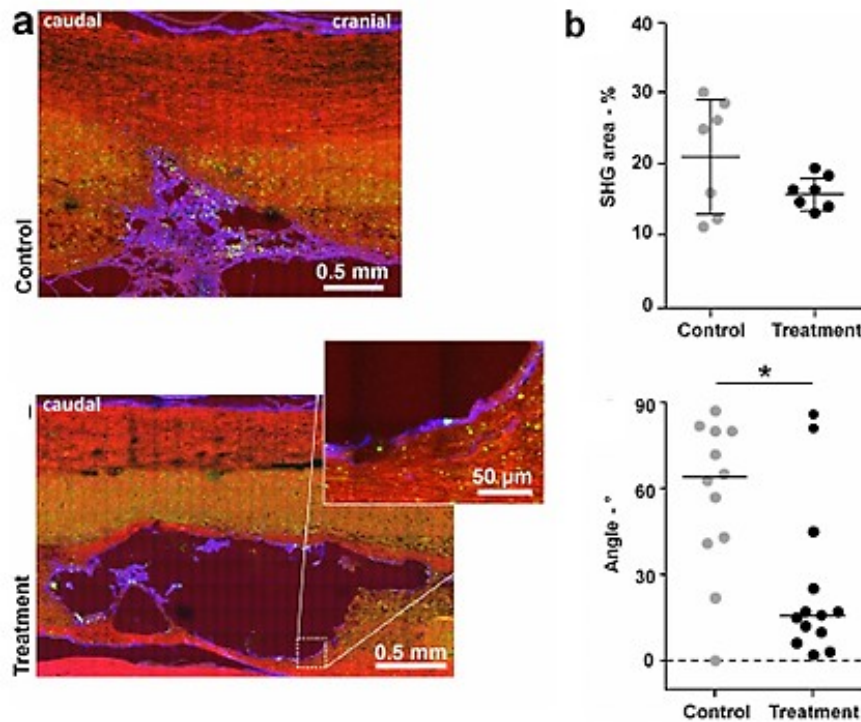 a
caudal cranial
Control
0.5 mm
caudal
50 µm
Treatment
0.5 mm
b
SHG area - %
40
30
20
10
0
Control Treatment
*
Angle - °
90
60
30
0
Control Treatment